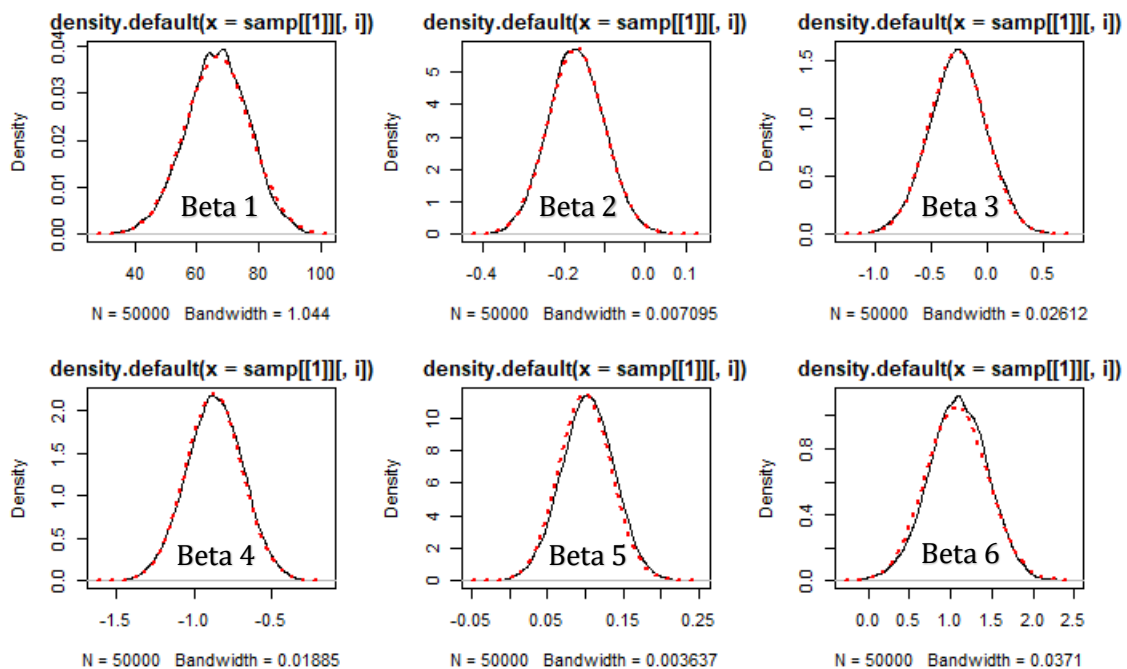 density.default(x = samp[[1]][, i])
Density
0.00 0.01 0.02 0.03 0.04
Beta 1
40 60 80 100
N = 50000 Bandwidth = 1.044
density.default(x = samp[[1]][, i])
Density
0 1 2 3 4 5
Beta 2
-0.4 -0.2 0.0 0.1
N = 50000 Bandwidth = 0.007095
density.default(x = samp[[1]][, i])
Density
0.0 0.5 1.0 1.5
Beta 3
-1.0 -0.5 0.0 0.5
N = 50000 Bandwidth = 0.02612
density.default(x = samp[[1]][, i])
Density
0.0 0.5 1.0 1.5 2.0
Beta 4
-1.5 -1.0 -0.5
N = 50000 Bandwidth = 0.01885
density.default(x = samp[[1]][, i])
Density
0 2 4 6 8 10
Beta 5
-0.05 0.05 0.15 0.25
N = 50000 Bandwidth = 0.003637
density.default(x = samp[[1]][, i])
Density
0.0 0.4 0.8
Beta 6
0.0 0.5 1.0 1.5 2.0 2.5
N = 50000 Bandwidth = 0.0371